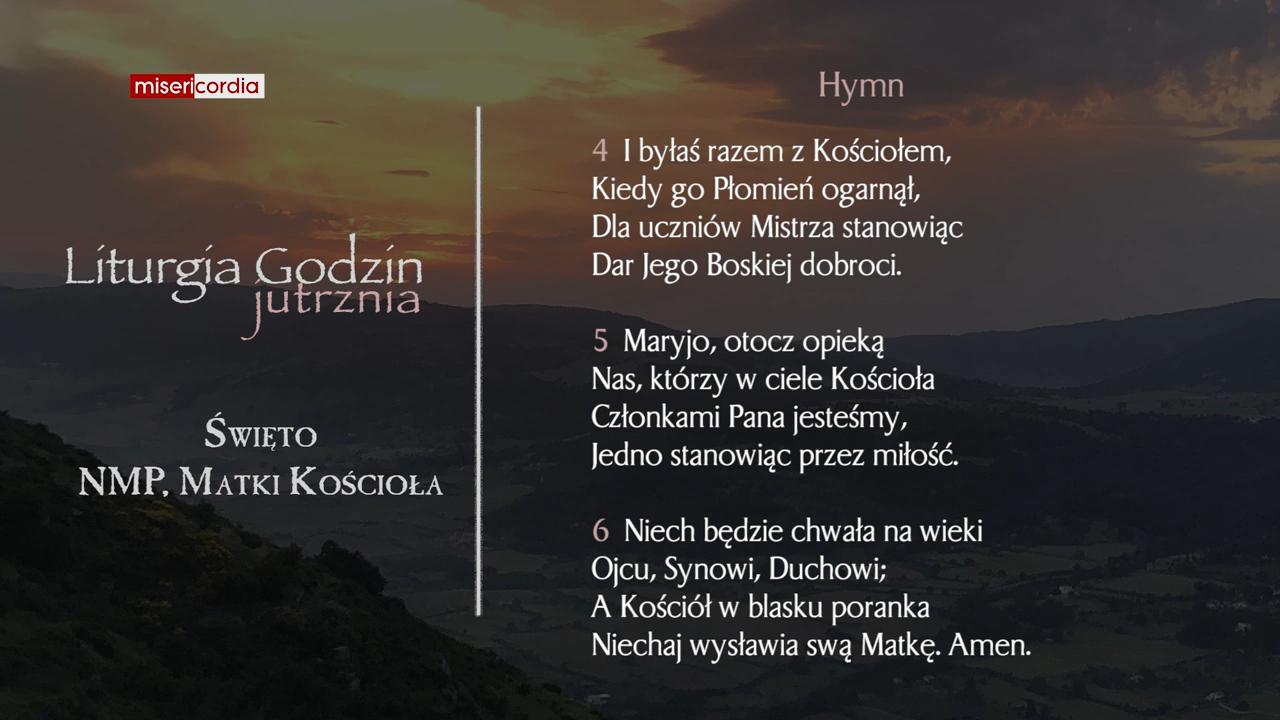 misericordia
Liturgia Godzin
jutrznia
Święto
NMP, Matki Kościoła
Hymn
4 I byłaś razem z Kościołem,
Kiedy go Płomień ogarnął,
Dla uczniów Mistrza stanowiąc
Dar Jego Boskiej dobroci.
5 Maryjo, otocz opieką
Nas, którzy w ciele Kościoła
Członkami Pana jesteśmy,
Jedno stanowiąc przez miłość.
6 Niech będzie chwała na wieki
Ojcu, Synowi, Duchowi;
A Kościół w blasku poranka
Niechaj wysławia swą Matkę. Amen.